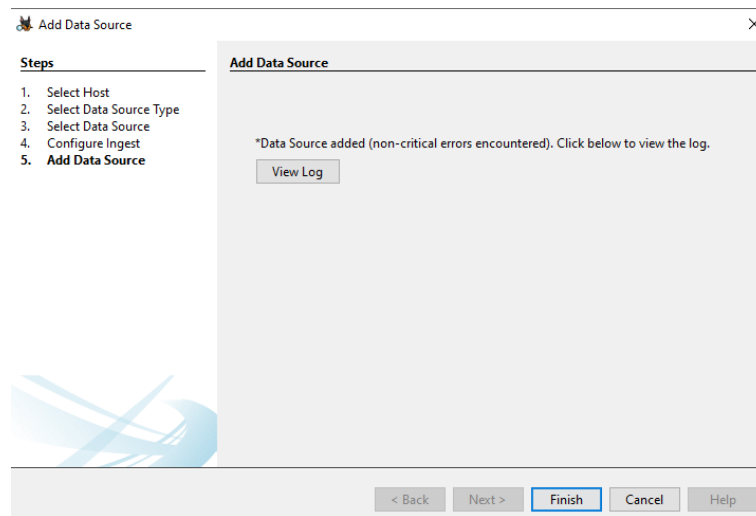 Add Data Source
Steps
1. Select Host
2. Select Data Source Type
3. Select Data Source
4. Configure Ingest
5. Add Data Source
Add Data Source
*Data Source added (non-critical errors encountered). Click below to view the log.
View Log
< Back
Next >
Finish
Cancel
Help